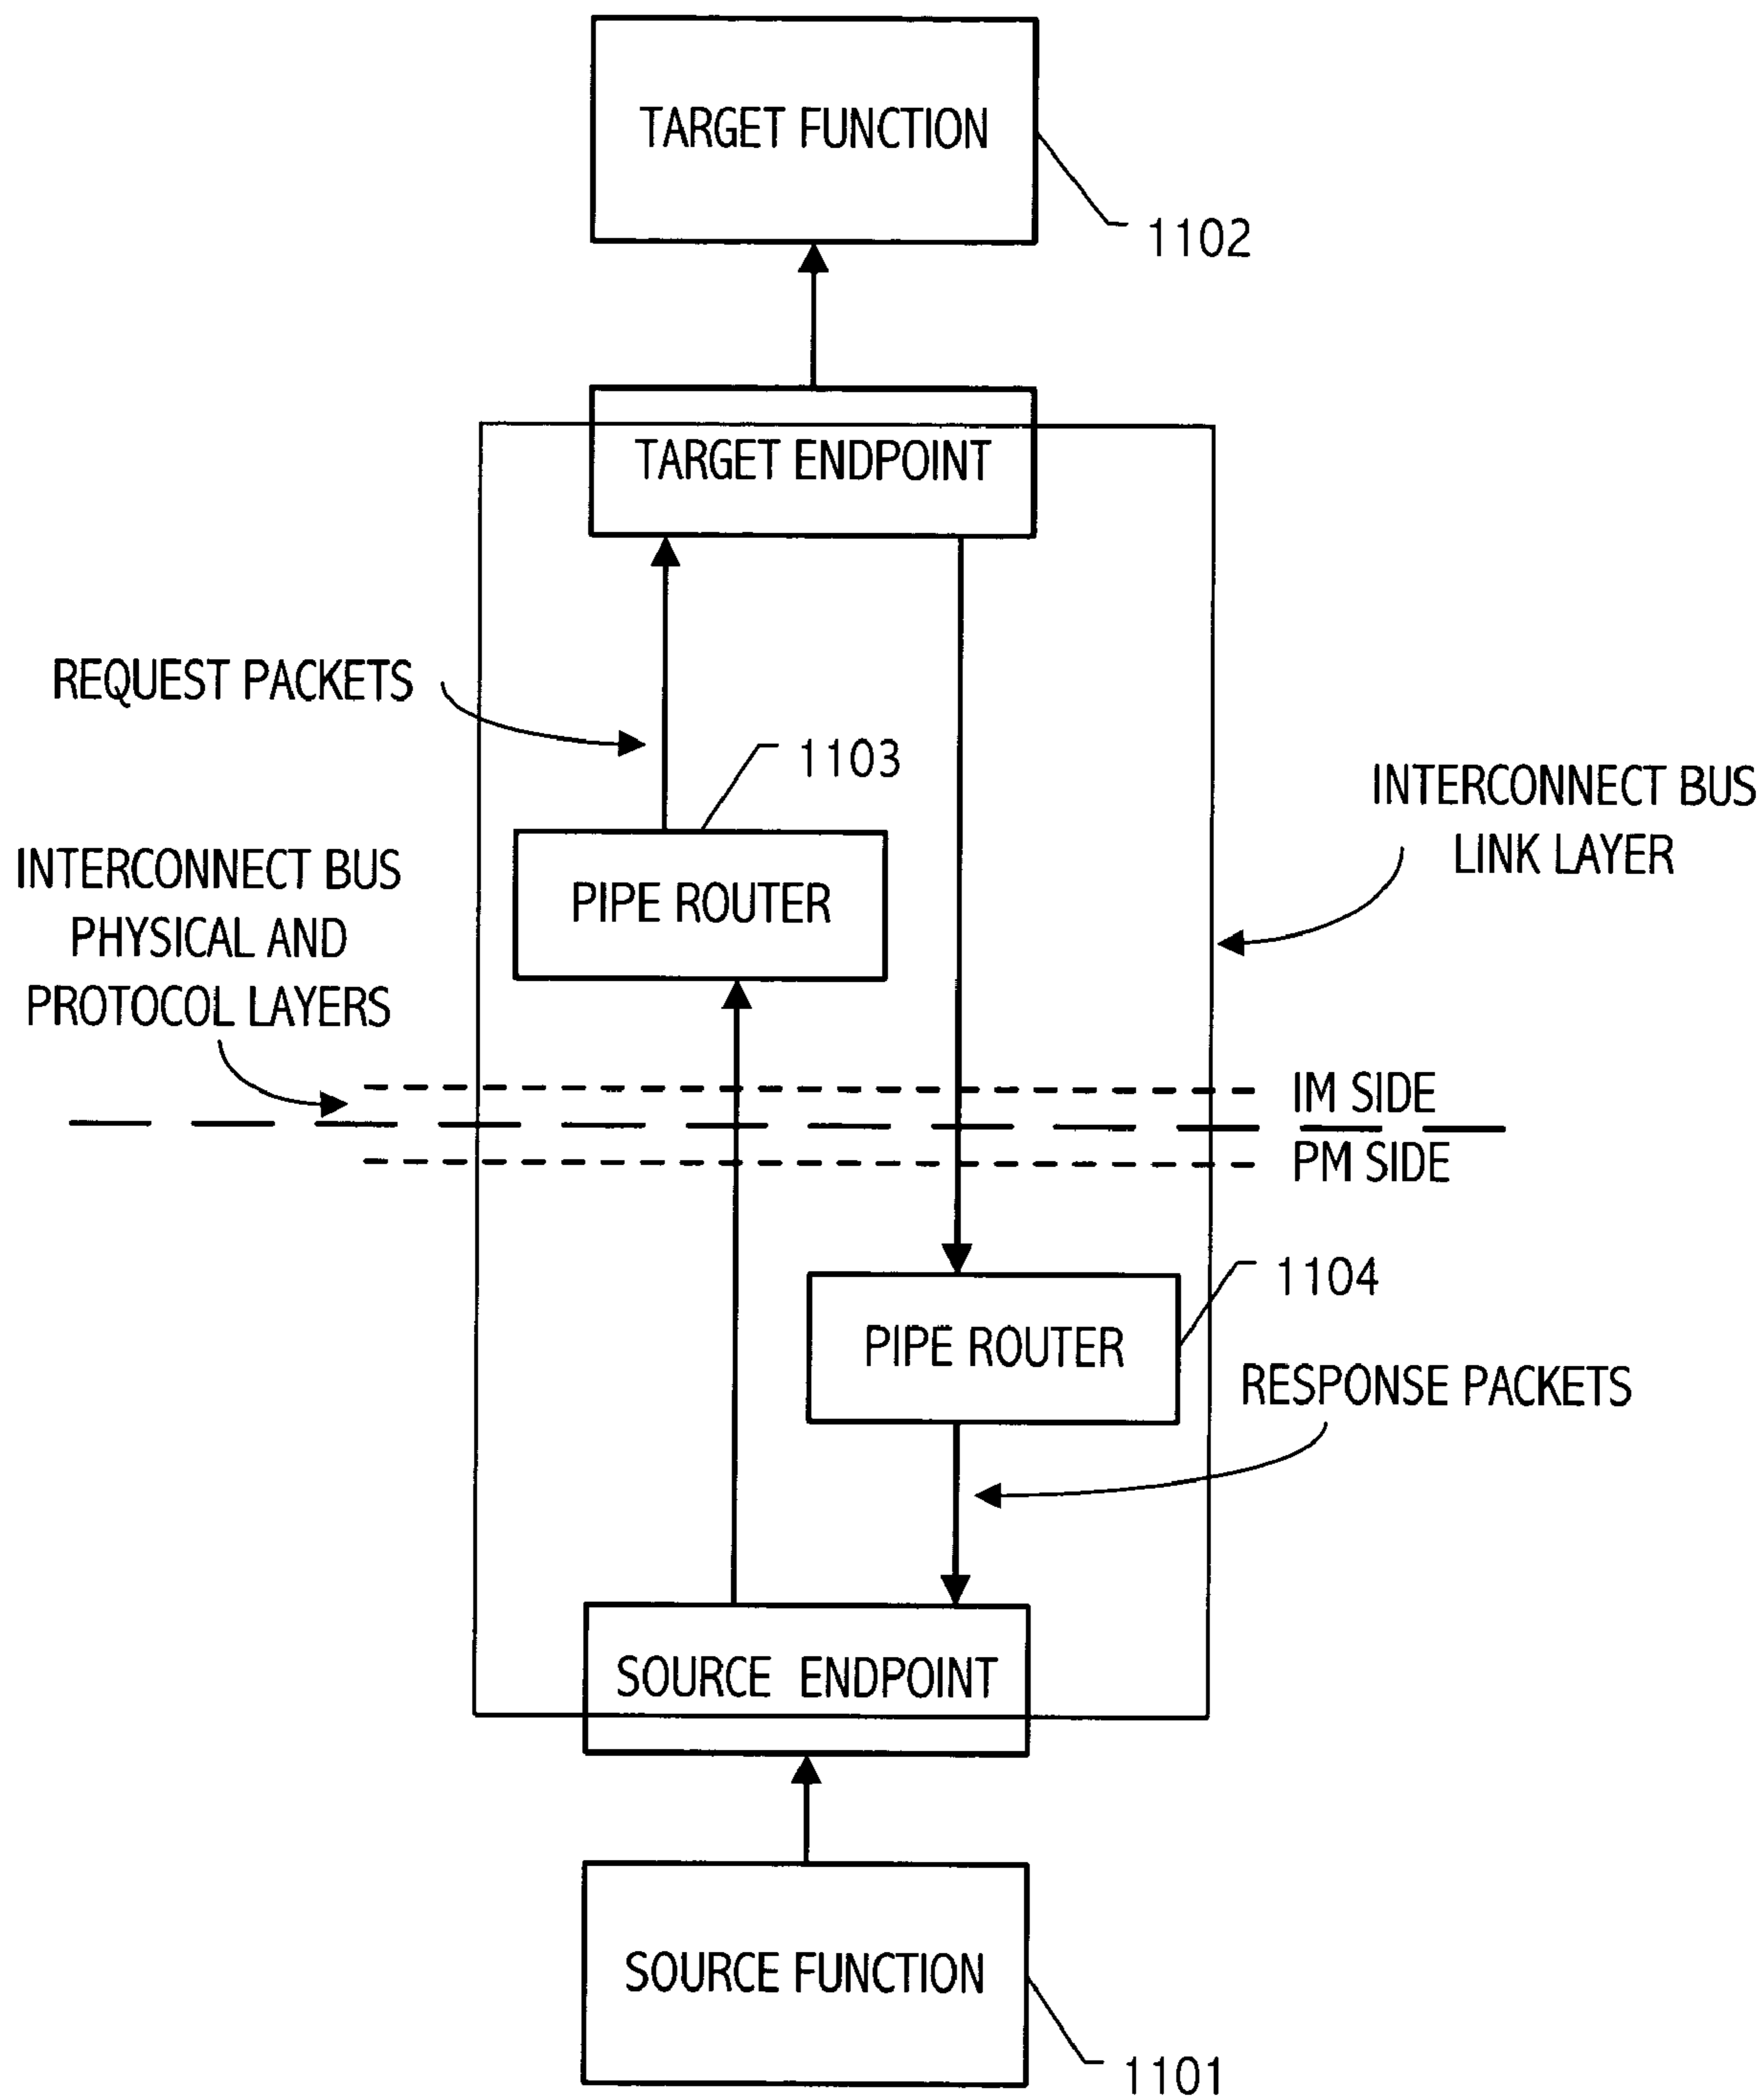 TARGET FUNCTION
1102
TARGET ENDPOINT
REQUEST PACKETS
1103
INTERCONNECT BUS
LINK LAYER
PIPE ROUTER
INTERCONNECT BUS
PHYSICAL AND
PROTOCOL LAYERS
IM SIDE
PM SIDE
1104
PIPE ROUTER
RESPONSE PACKETS
SOURCE ENDPOINT
SOURCE FUNCTION
1101